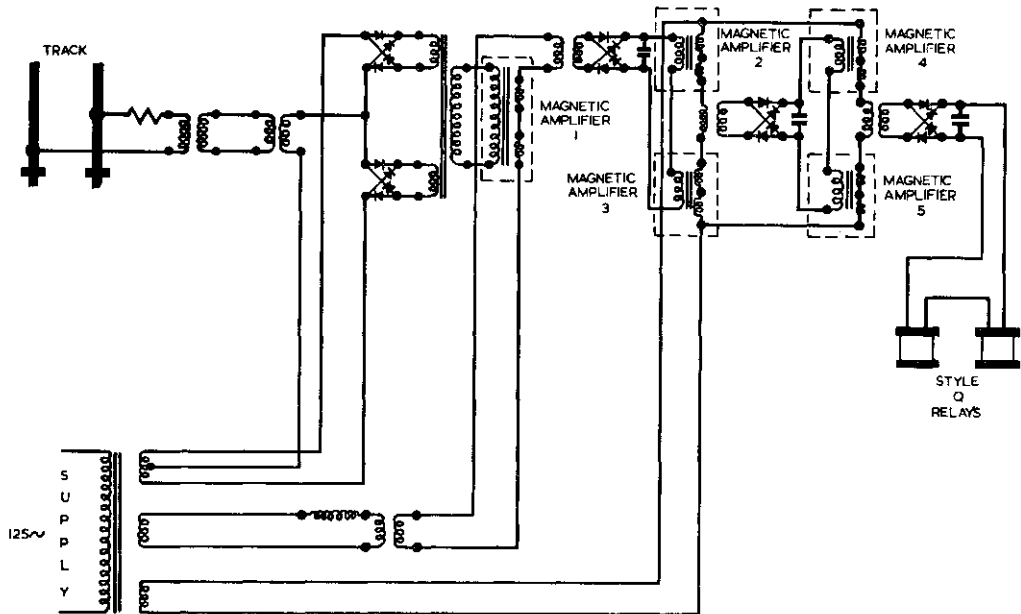 TRACK
MAGNETIC
AMPLIFIER
1
MAGNETIC
AMPLIFIER
2
MAGNETIC
AMPLIFIER
3
MAGNETIC
AMPLIFIER
4
MAGNETIC
AMPLIFIER
5
STYLE
Q
RELAYS
125~
SUPPLY